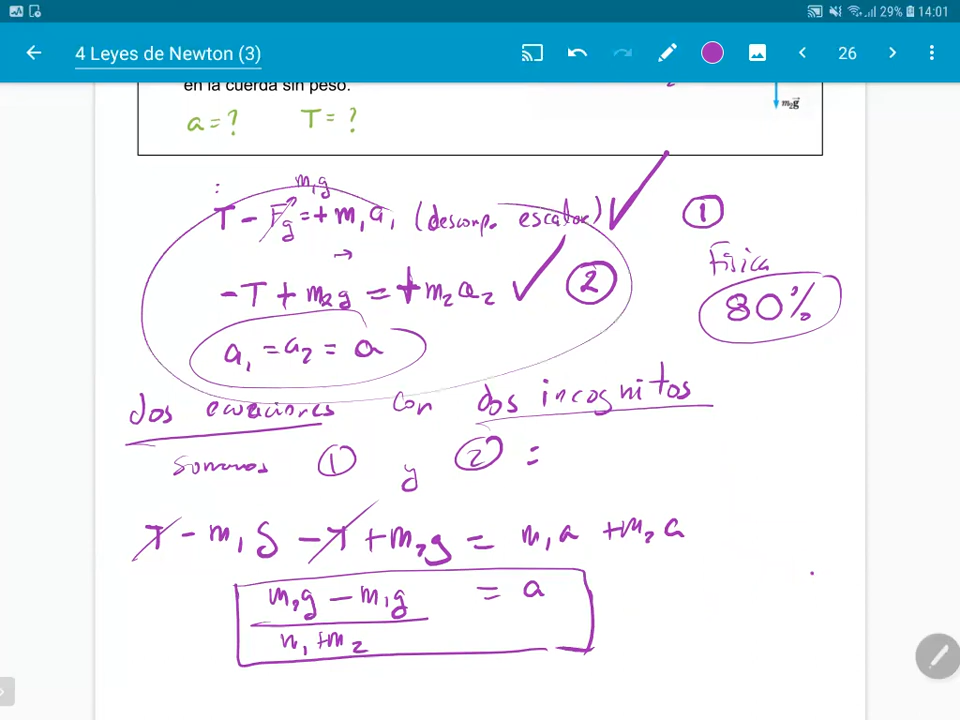 29% 14:01
4 Leyes de Newton (3) 26
en la cuerda sin peso.
m₂g
a = ? T = ?
m₁g
T - Fg = + m₁a₁ (descomp. escalar) ①
Física
-T + m₂g = + m₂a₂ ②
80%
a₁ = a₂ = a
dos ecuaciones con dos incognitos
sumamos ① y ② =
T - m₁g - T + m₂g = m₁a + m₂a
m₂g - m₁g = a
m₁ + m₂